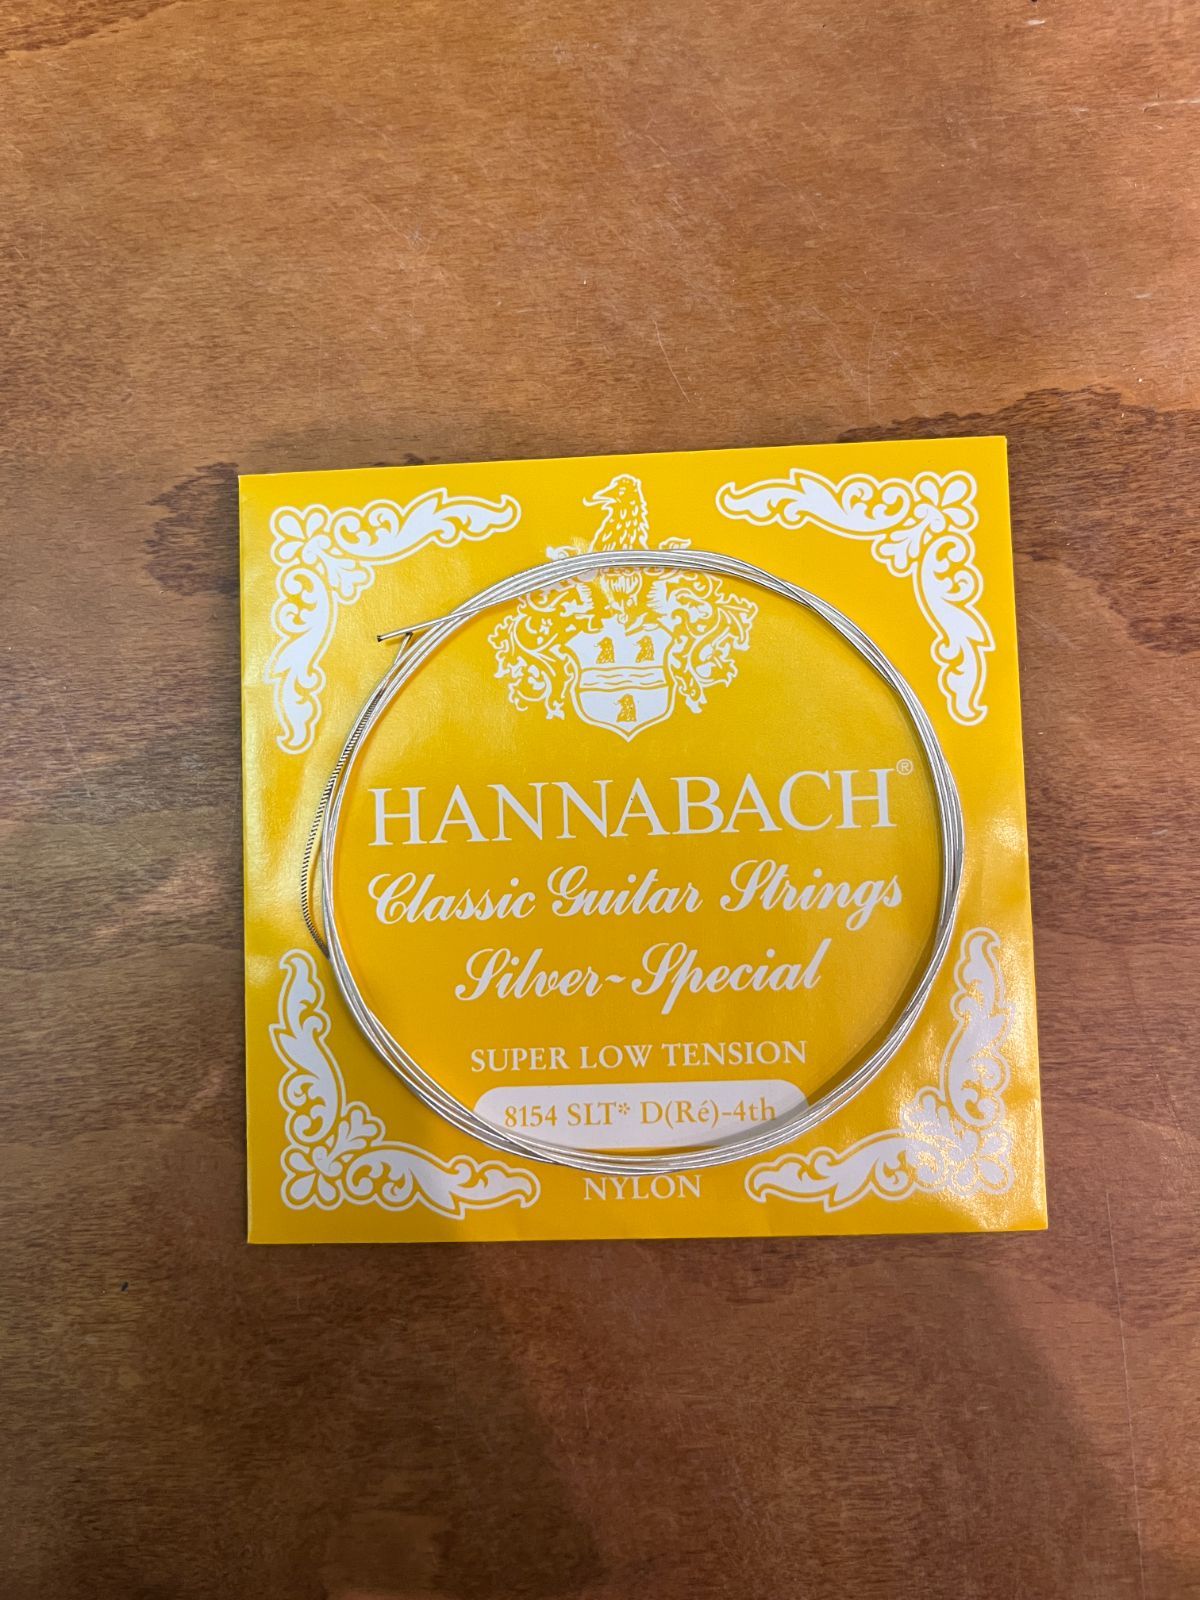 HANNABACH®
Classic Guitar Strings
Silver-Special
SUPER LOW TENSION
8154 SLT* D(Ré)-4th
NYLON